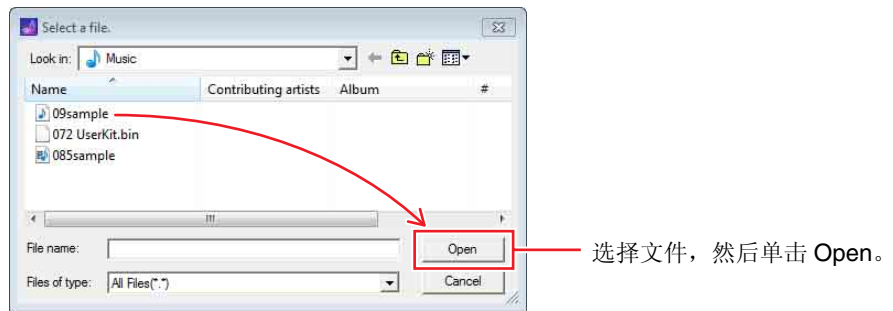 Select a file.
Look in: Music
Name Contributing artists Album #
09sample
072 UserKit.bin
085sample
File name: Open
选择文件，然后单击 Open。
Files of type: All Files(*.*) Cancel